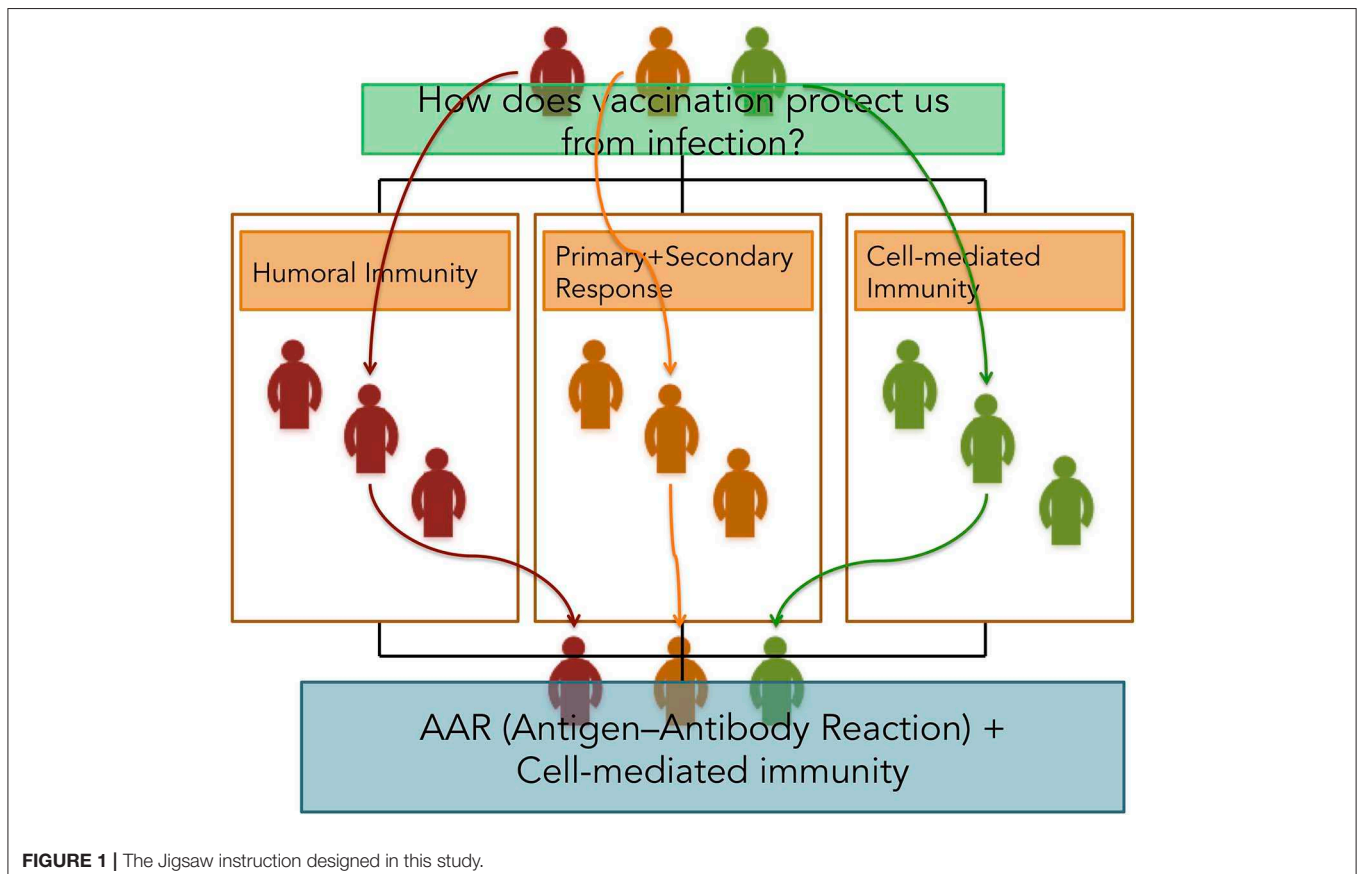 How does vaccination protect us
from infection?
Humoral Immunity
Primary+Secondary
Response
Cell-mediated
Immunity
AAR (Antigen–Antibody Reaction) +
Cell-mediated immunity
FIGURE 1 | The Jigsaw instruction designed in this study.